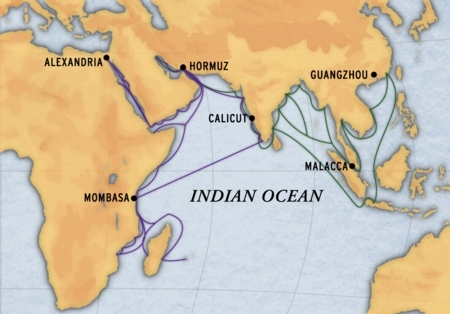 ALEXANDRIA
HORMUZ
GUANGZHOU
CALICUT
MALACCA
MOMBASA
INDIAN OCEAN